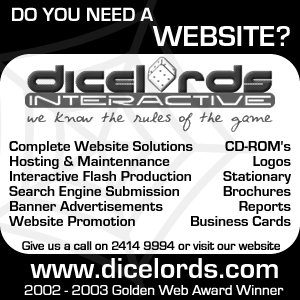 DO YOU NEED A
WEBSITE?
dicelords
INTERACTIVE
we know the rules of the game
Complete Website Solutions CD-ROM's
Hosting & Maintennance Logos
Interactive Flash Production Stationary
Search Engine Submission Brochures
Banner Advertisements Reports
Website Promotion Business Cards
Give us a call on 2414 9994 or visit our website
www.dicelords.com
2002 - 2003 Golden Web Award Winner